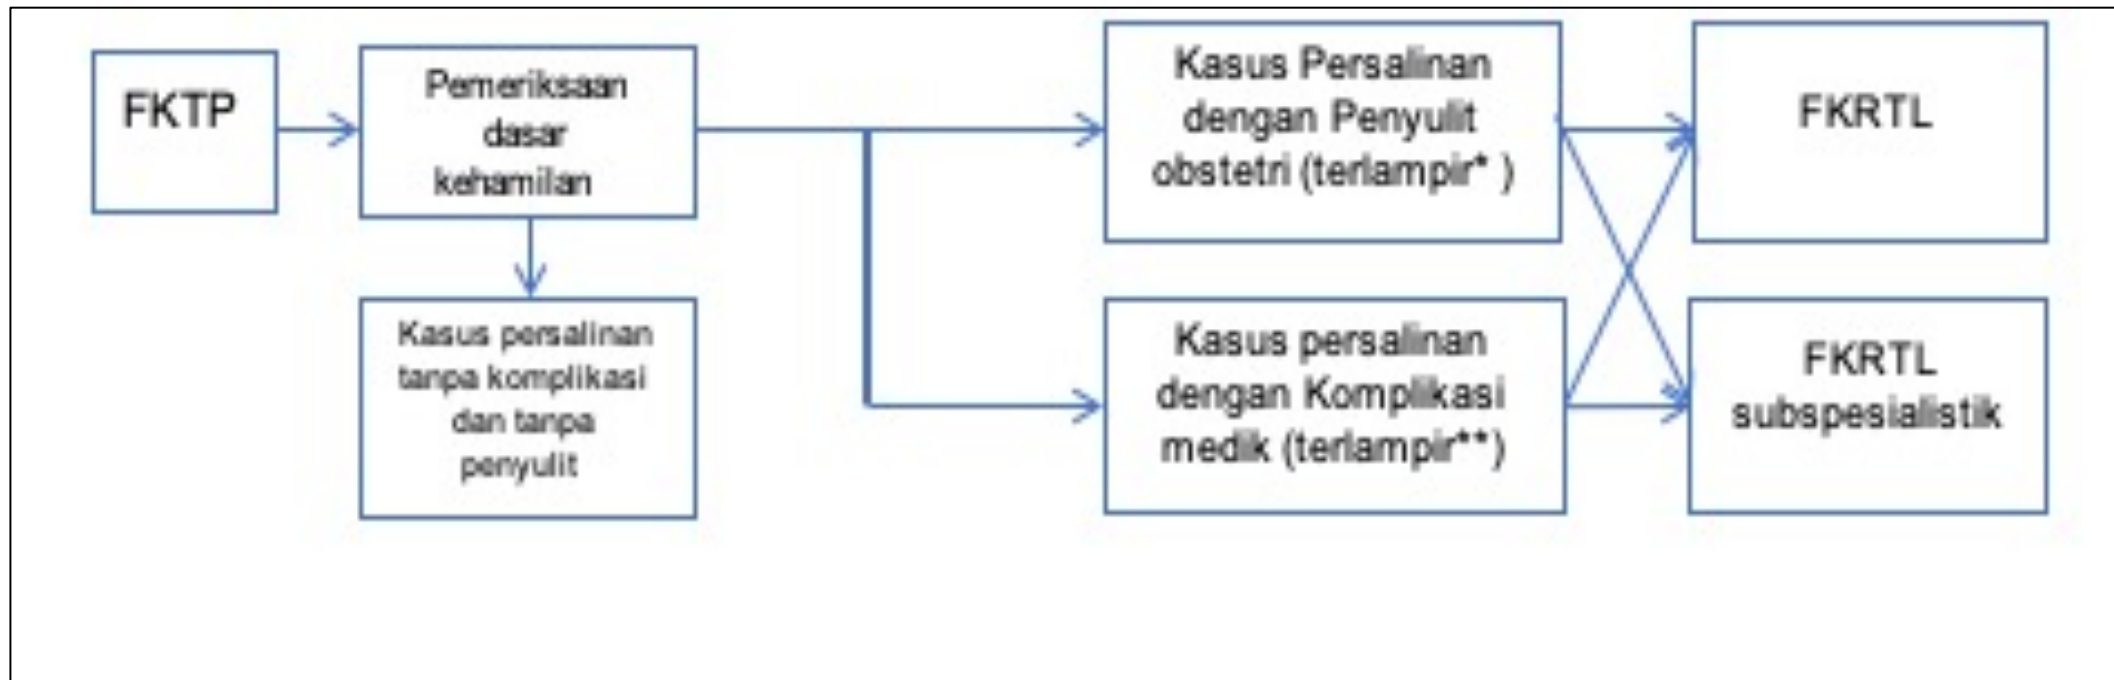 FKTP
Pemeriksaan
dasar
kehamilan
Kasus persalinan
tanpa komplikasi
dan tanpa
penyulit
Kasus Persalinan
dengan Penyulit
obstetri (terlampir* )
Kasus persalinan
dengan Komplikasi
medik (terlampir**)
FKRTL
FKRTL
subspesialistik